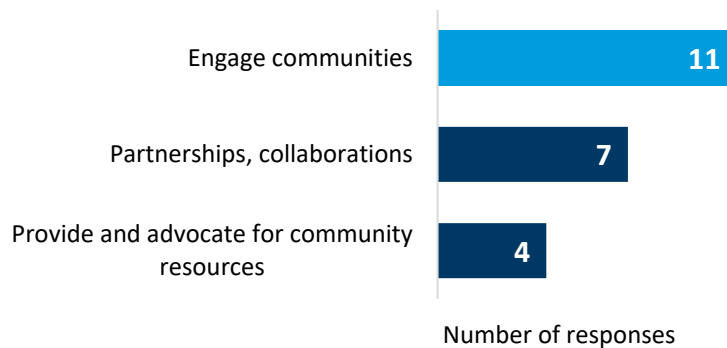 Engage communities
11
Partnerships, collaborations
7
Provide and advocate for community
resources
4
Number of responses